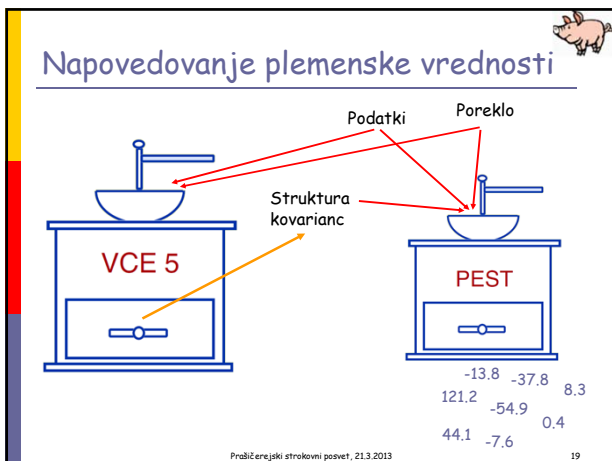 Napovedovanje plemenske vrednosti
Podatki
Poreklo
Struktura
kovarianc
VCE 5
PEST
-13.8
-37.8
8.3
121.2
-54.9
0.4
44.1
-7.6
Prašičerejski strokovni posvet, 21.3.2013
19